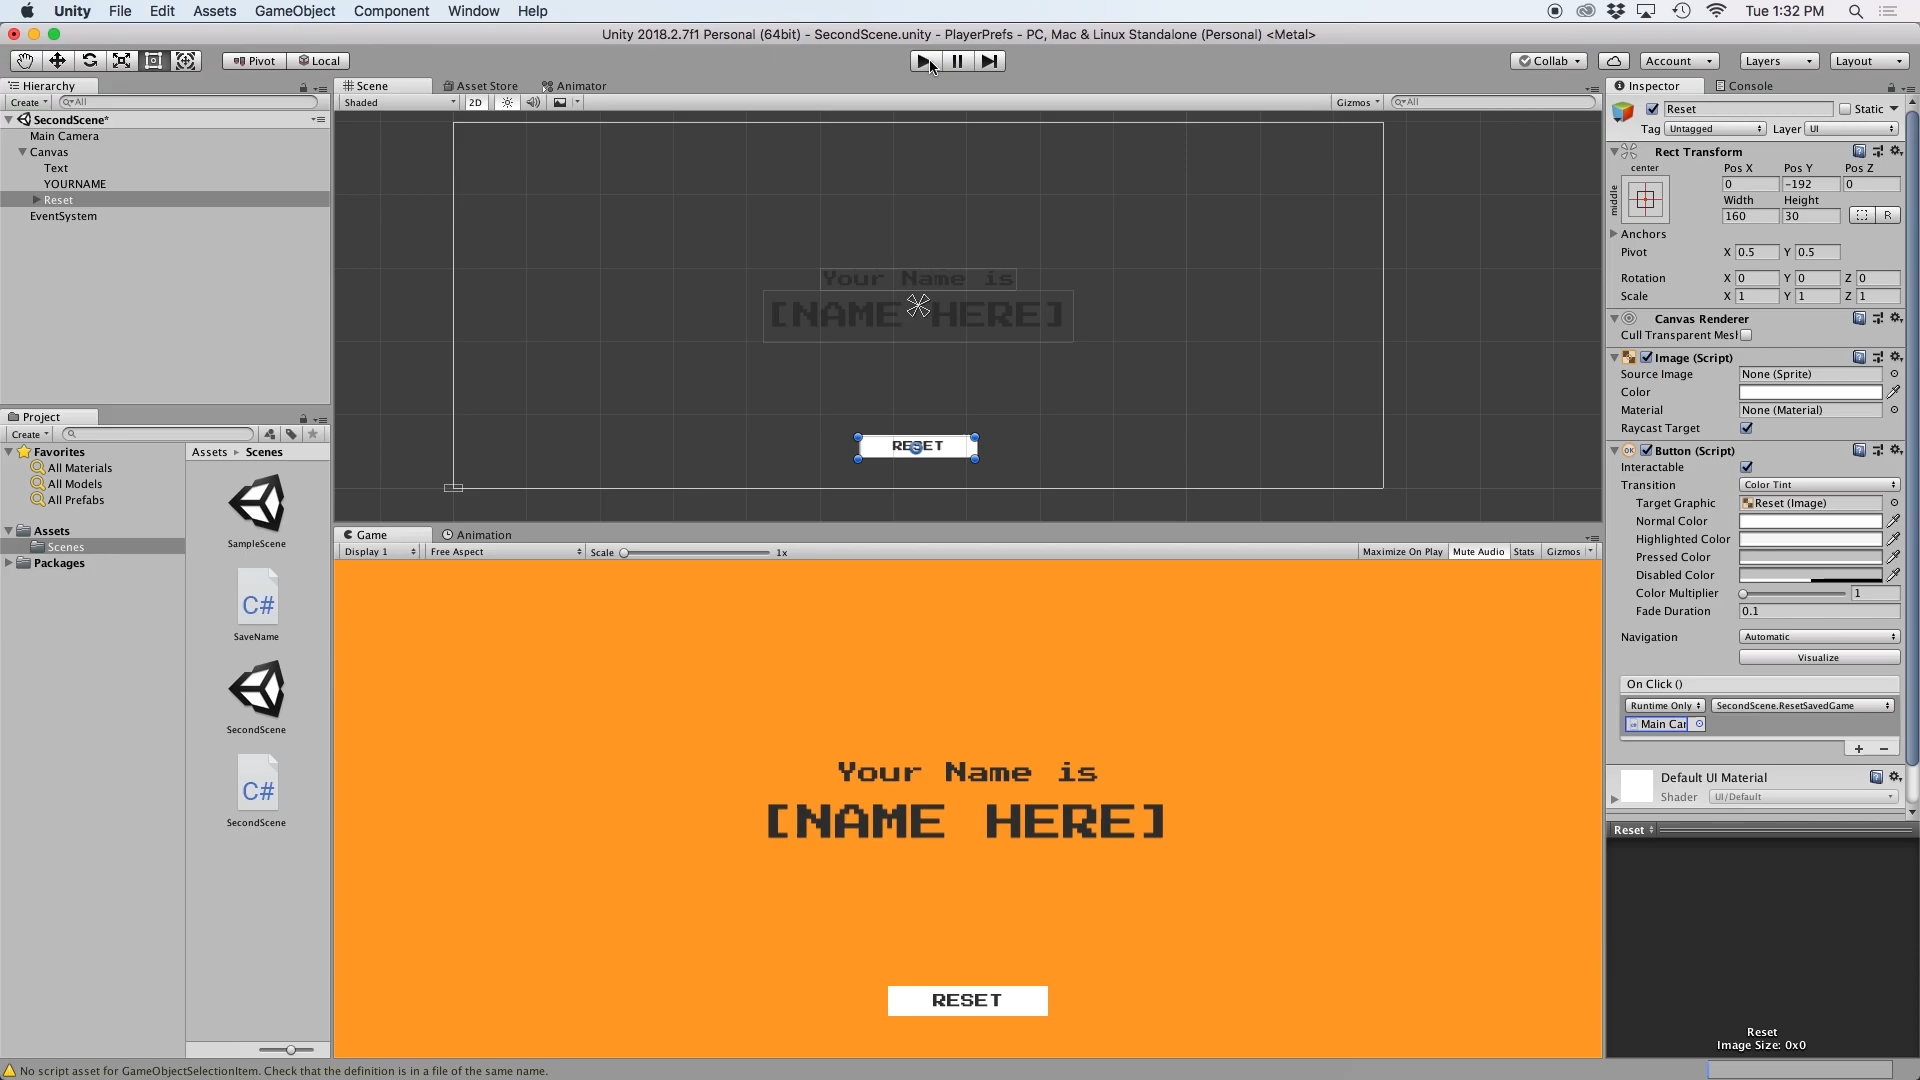 Unity File Edit Assets GameObject Component Window Help Tue 1:32 PM
Unity 2018.2.7f1 Personal (64bit) - SecondScene.unity - PlayerPrefs - PC, Mac & Linux Standalone (Personal) <Metal>
Pivot Local Collab Account Layers Layout
Hierarchy
Create All
SecondScene*
Main Camera
Canvas
Text
YOURNAME
Reset
EventSystem
Scene Asset Store Animator
Shaded 2D Gizmos All
Your Name is
[NAME HERE]
RESET
Project
Create
Favorites
All Materials
All Models
All Prefabs
Assets
Scenes
Packages
Assets Scenes
SampleScene
C#
SaveName
SecondScene
C#
SecondScene
Game Animation
Display 1 Free Aspect Scale 1x Maximize On Play Mute Audio Stats Gizmos
Your Name is
[NAME HERE]
RESET
Inspector Console
Reset Static
Tag Untagged Layer UI
Rect Transform
center Pos X Pos Y Pos Z
middle 0 -192 0
Width Height
160 30 R
Anchors
Pivot X 0.5 Y 0.5
Rotation X 0 Y 0 Z 0
Scale X 1 Y 1 Z 1
Canvas Renderer
Cull Transparent Mesl
Image (Script)
Source Image None (Sprite)
Color
Material None (Material)
Raycast Target
OK Button (Script)
Interactable
Transition Color Tint
Target Graphic Reset (Image)
Normal Color
Highlighted Color
Pressed Color
Disabled Color
Color Multiplier 1
Fade Duration 0.1
Navigation Automatic
Visualize
On Click ()
Runtime Only SecondScene.ResetSavedGame
Main Car
+ −
Default UI Material
Shader UI/Default
Reset
Reset
Image Size: 0x0
No script asset for GameObjectSelectionItem. Check that the definition is in a file of the same name.